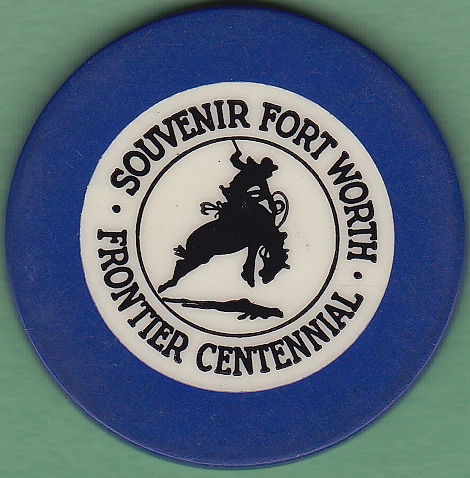 SOUVENIR FORT WORTH
· FRONTIER CENTENNIAL ·